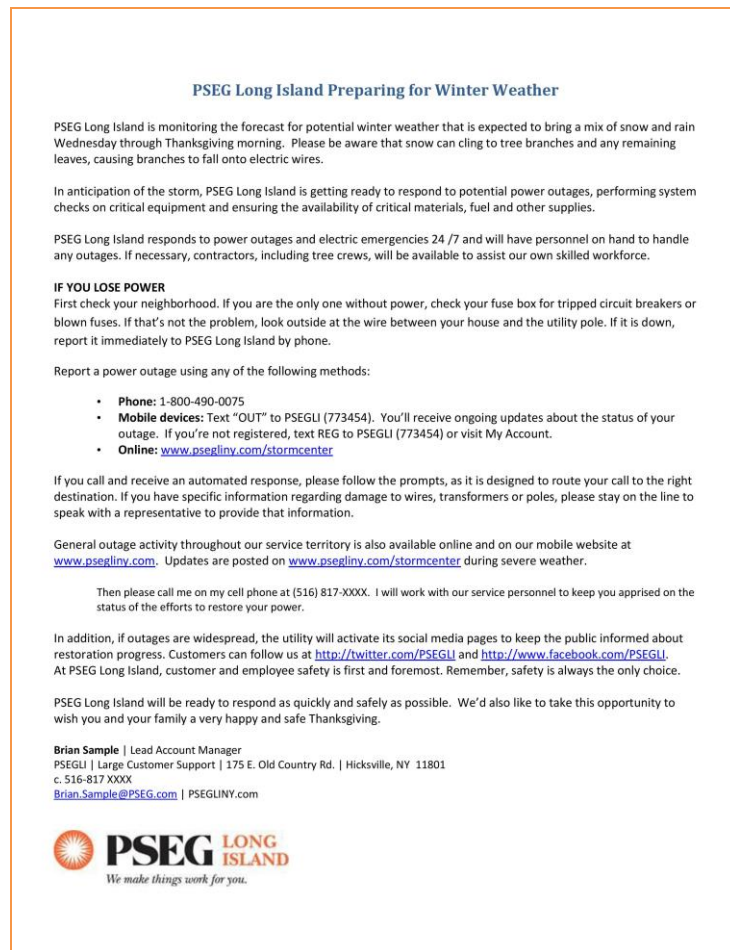 PSEG Long Island Preparing for Winter Weather
PSEG Long Island is monitoring the forecast for potential winter weather that is expected to bring a mix of snow and rain
Wednesday through Thanksgiving morning.  Please be aware that snow can cling to tree branches and any remaining
leaves, causing branches to fall onto electric wires.
In anticipation of the storm, PSEG Long Island is getting ready to respond to potential power outages, performing system
checks on critical equipment and ensuring the availability of critical materials, fuel and other supplies.
PSEG Long Island responds to power outages and electric emergencies 24 /7 and will have personnel on hand to handle
any outages. If necessary, contractors, including tree crews, will be available to assist our own skilled workforce.
IF YOU LOSE POWER
First check your neighborhood. If you are the only one without power, check your fuse box for tripped circuit breakers or
blown fuses. If that's not the problem, look outside at the wire between your house and the utility pole. If it is down,
report it immediately to PSEG Long Island by phone.
Report a power outage using any of the following methods:
▪ Phone: 1-800-490-0075
▪ Mobile devices: Text “OUT” to PSEGLI (773454).  You'll receive ongoing updates about the status of your
outage.  If you're not registered, text REG to PSEGLI (773454) or visit My Account.
▪ Online: www.psegliny.com/stormcenter
If you call and receive an automated response, please follow the prompts, as it is designed to route your call to the right
destination. If you have specific information regarding damage to wires, transformers or poles, please stay on the line to
speak with a representative to provide that information.
General outage activity throughout our service territory is also available online and on our mobile website at
www.psegliny.com.  Updates are posted on www.psegliny.com/stormcenter during severe weather.
Then please call me on my cell phone at (516) 817-XXXX.  I will work with our service personnel to keep you apprised on the
status of the efforts to restore your power.
In addition, if outages are widespread, the utility will activate its social media pages to keep the public informed about
restoration progress. Customers can follow us at http://twitter.com/PSEGLI and http://www.facebook.com/PSEGLI.
At PSEG Long Island, customer and employee safety is first and foremost. Remember, safety is always the only choice.
PSEG Long Island will be ready to respond as quickly and safely as possible.  We'd also like to take this opportunity to
wish you and your family a very happy and safe Thanksgiving.
Brian Sample | Lead Account Manager
PSEGLI | Large Customer Support | 175 E. Old Country Rd. | Hicksville, NY  11801
c. 516-817 XXXX
Brian.Sample@PSEG.com | PSEGLINY.com
PSEG LONG ISLAND
We make things work for you.